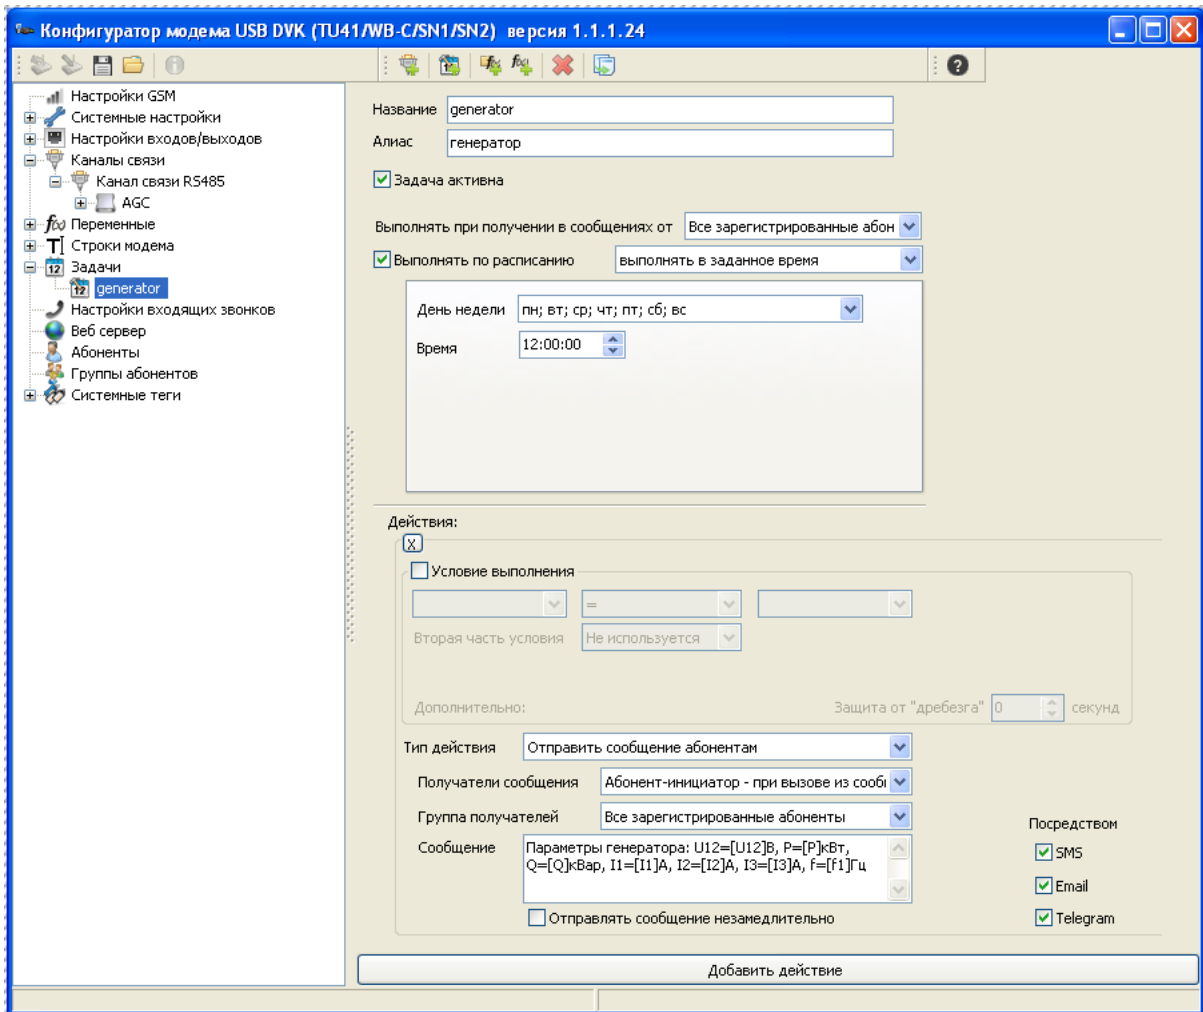 Конфигуратор модема USB DVK (TU41/WB-C/SN1/SN2) версия 1.1.1.24
Настройки GSM
Системные настройки
Настройки входов/выходов
Каналы связи
Канал связи RS485
AGC
f(x) Переменные
Строки модема
12 Задачи
12 generator
Настройки входящих звонков
Веб сервер
Абоненты
Группы абонентов
Системные теги
Название generator
Алиас генератор
Задача активна
Выполнять при получении в сообщениях от Все зарегистрированные абон
Выполнять по расписанию выполнять в заданное время
День недели пн; вт; ср; чт; пт; сб; вс
Время 12:00:00
Действия:
X
Условие выполнения
=
Вторая часть условия Не используется
Дополнительно: Защита от "дребезга" 0 секунд
Тип действия Отправить сообщение абонентам
Получатели сообщения Абонент-инициатор - при вызове из сооб
Группа получателей Все зарегистрированные абоненты
Посредством
Сообщение Параметры генератора: U12=[U12]В, P=[P]кВт,
Q=[Q]кВар, I1=[I1]А, I2=[I2]А, I3=[I3]А, f=[f1]Гц
SMS
Email
Отправлять сообщение незамедлительно
Telegram
Добавить действие